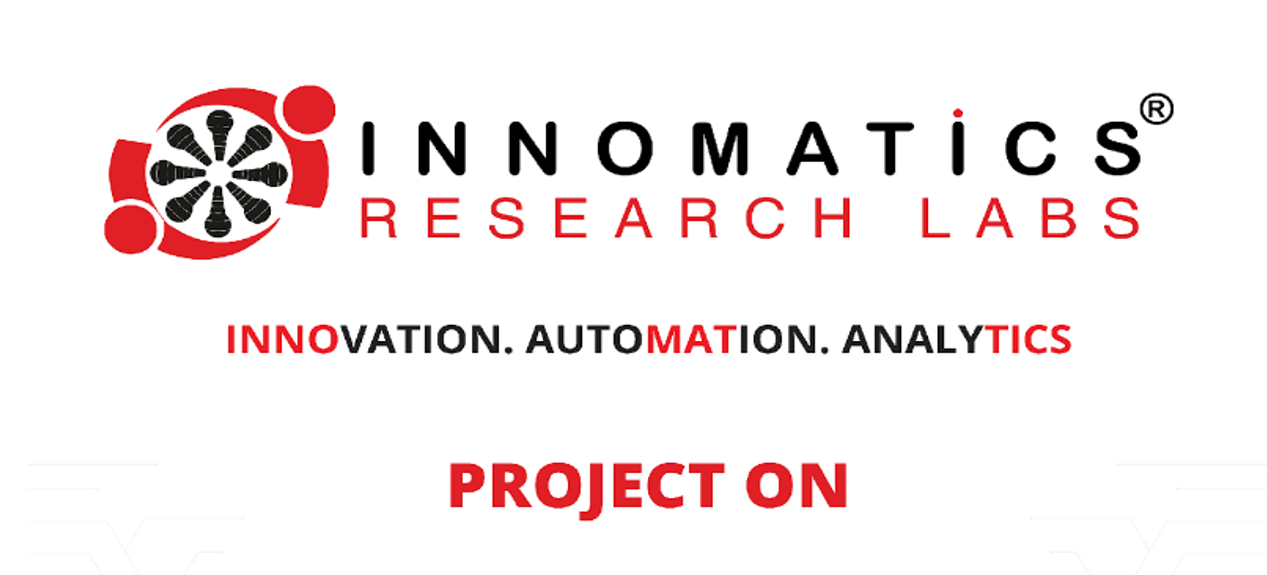 INNOMATICS®
RESEARCH LABS
INNOVATION. AUTOMATION. ANALYTICS
PROJECT ON